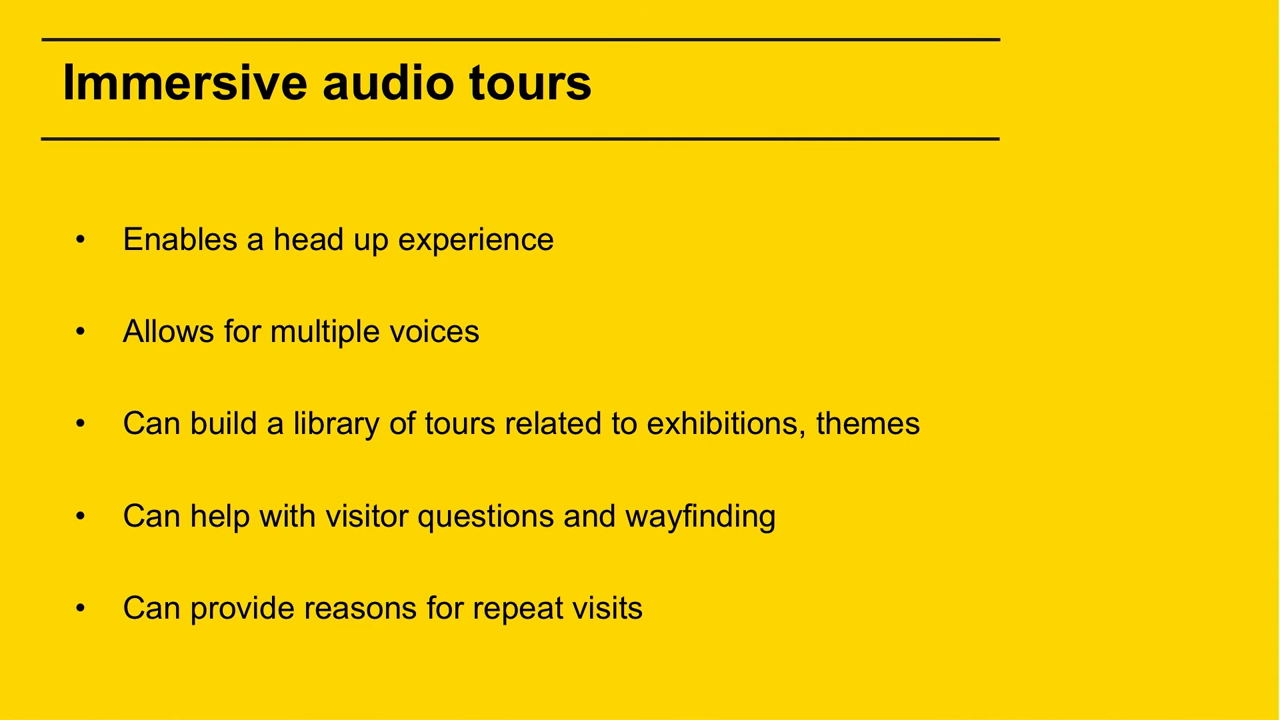 Immersive audio tours
• Enables a head up experience
• Allows for multiple voices
• Can build a library of tours related to exhibitions, themes
• Can help with visitor questions and wayfinding
• Can provide reasons for repeat visits